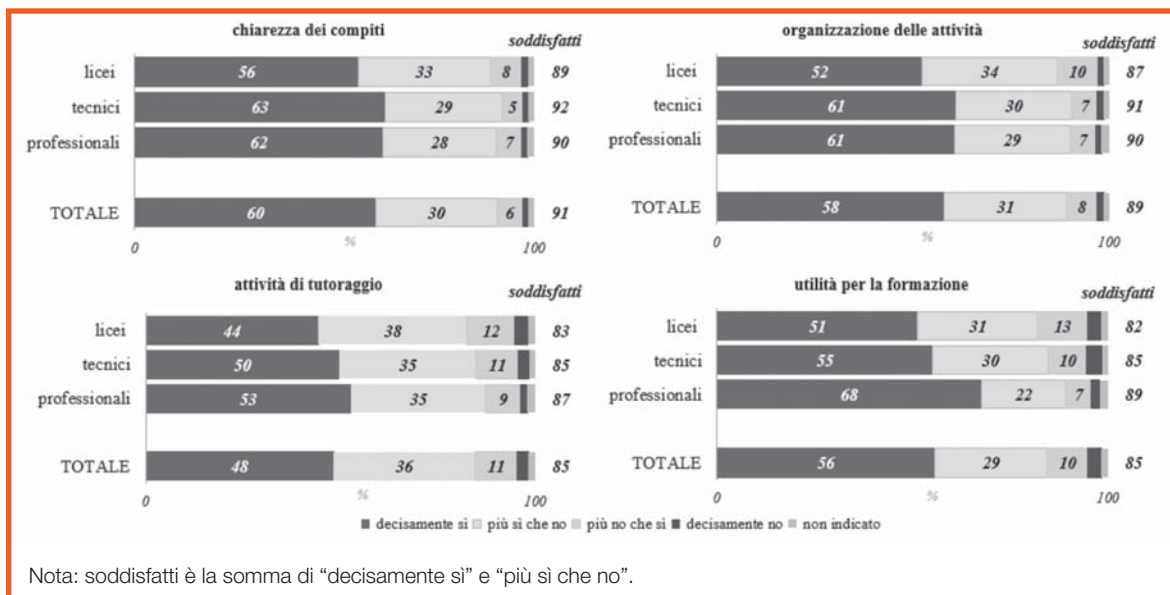 chiarezza dei compiti
soddisfatti
licei 56 33 8 89
tecnici 63 29 5 92
professionali 62 28 7 90
TOTALE 60 30 6 91
0 % 100
organizzazione delle attività
soddisfatti
licei 52 34 10 87
tecnici 61 30 7 91
professionali 61 29 7 90
TOTALE 58 31 8 89
0 % 100
attività di tutoraggio
soddisfatti
licei 44 38 12 83
tecnici 50 35 11 85
professionali 53 35 9 87
TOTALE 48 36 11 85
0 % 100
utilità per la formazione
soddisfatti
licei 51 31 13 82
tecnici 55 30 10 85
professionali 68 22 7 89
TOTALE 56 29 10 85
0 % 100
decisamente sì più sì che no più no che sì decisamente no non indicato
Nota: soddisfatti è la somma di “decisamente sì” e “più sì che no”.